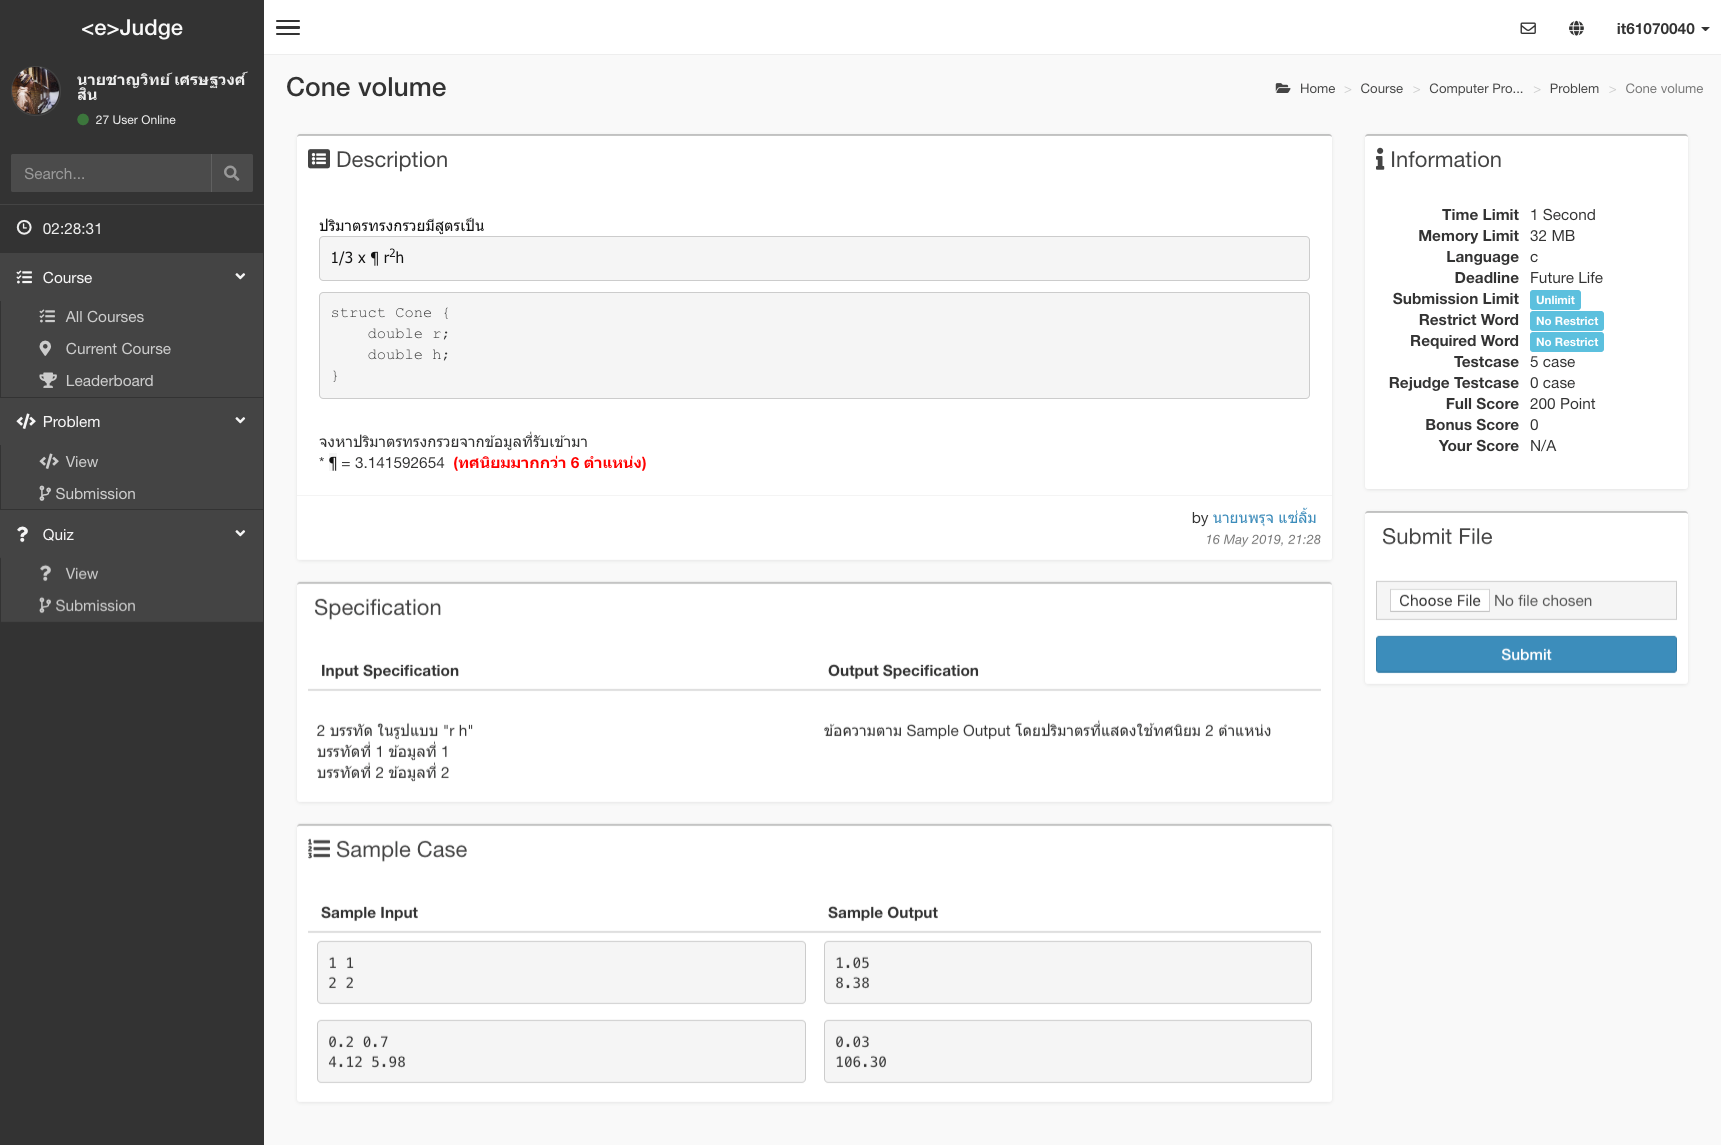 <e>Judge
นายชาญวิทย์ เศรษฐวงศ์
สิน
27 User Online
Search...
02:28:31
Course
All Courses
Current Course
Leaderboard
Problem
View
Submission
Quiz
View
Submission
it61070040
Cone volume
Home > Course > Computer Pro... > Problem > Cone volume
Description
ปริมาตรทรงกรวยมีสูตรเป็น
1/3 x ¶ r²h
struct Cone {
    double r;
    double h;
}
จงหาปริมาตรทรงกรวยจากข้อมูลที่รับเข้ามา
* ¶ = 3.141592654 (ทศนิยมมากกว่า 6 ตำแหน่ง)
by นายนพรุจ แซ่ลิ้ม
16 May 2019, 21:28
Specification
Input Specification
Output Specification
2 บรรทัด ในรูปแบบ "r h"
บรรทัดที่ 1 ข้อมูลที่ 1
บรรทัดที่ 2 ข้อมูลที่ 2
ข้อความตาม Sample Output โดยปริมาตรที่แสดงใช้ทศนิยม 2 ตำแหน่ง
Sample Case
Sample Input
Sample Output
1 1
2 2
1.05
8.38
0.2 0.7
4.12 5.98
0.03
106.30
Information
Time Limit 1 Second
Memory Limit 32 MB
Language c
Deadline Future Life
Submission Limit Unlimit
Restrict Word No Restrict
Required Word No Restrict
Testcase 5 case
Rejudge Testcase 0 case
Full Score 200 Point
Bonus Score 0
Your Score N/A
Submit File
Choose File No file chosen
Submit